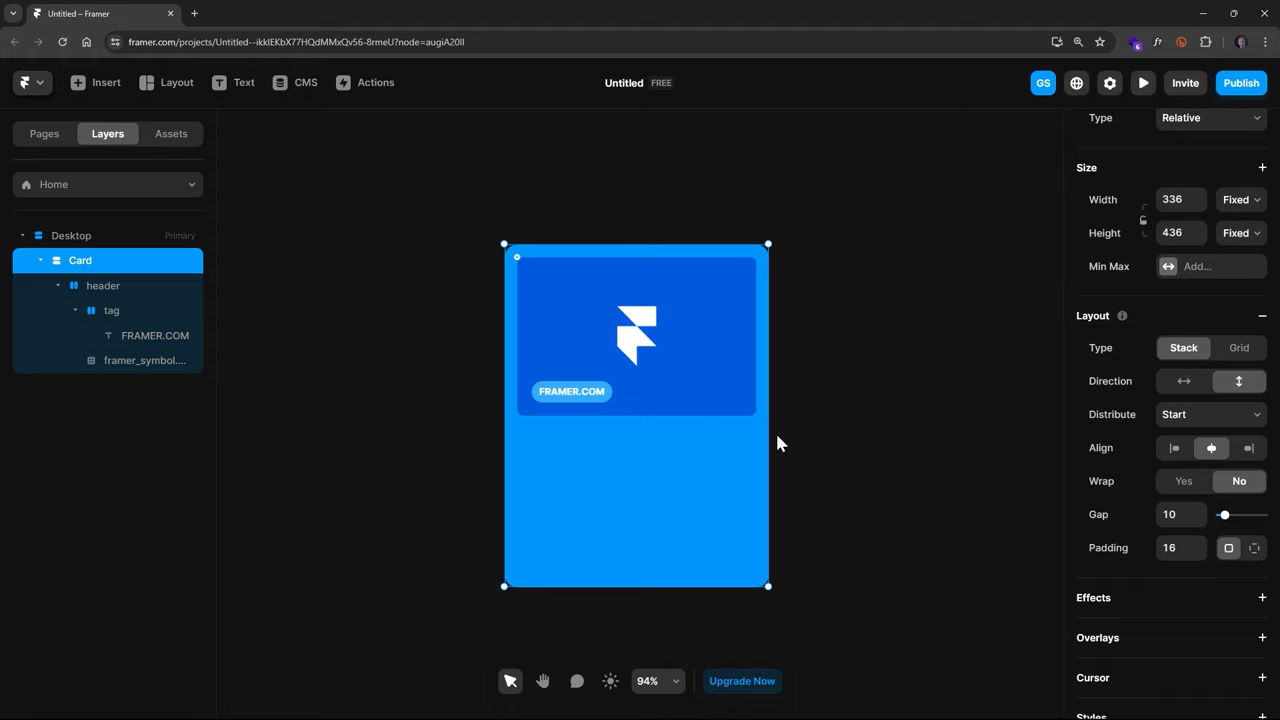 Untitled – Framer
framer.com/projects/Untitled--ikklEKbX77HQdMMxQv56-8rmeU?node=augiA20Il
6
Insert
Layout
Text
CMS
Actions
Untitled FREE
GS
Invite
Publish
Pages
Layers
Assets
Home
Desktop
Primary
Card
header
tag
FRAMER.COM
framer_symbol....
FRAMER.COM
94%
Upgrade Now
Type Relative
Size
Width 336 Fixed
Height 436 Fixed
Min Max Add...
Layout
Type Stack Grid
Direction
Distribute Start
Align
Wrap Yes No
Gap 10
Padding 16
Effects
Overlays
Cursor
Styles